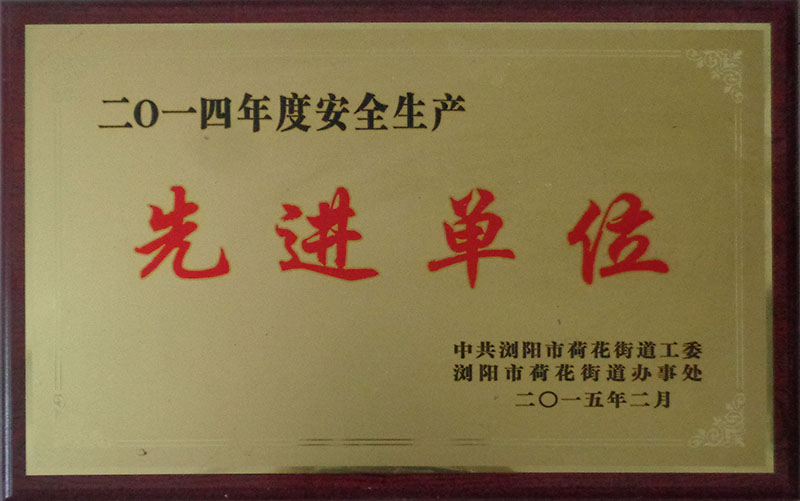 二〇一四年度安全生产
先进单位
中共浏阳市荷花街道工委
浏阳市荷花街道办事处
二〇一五年二月